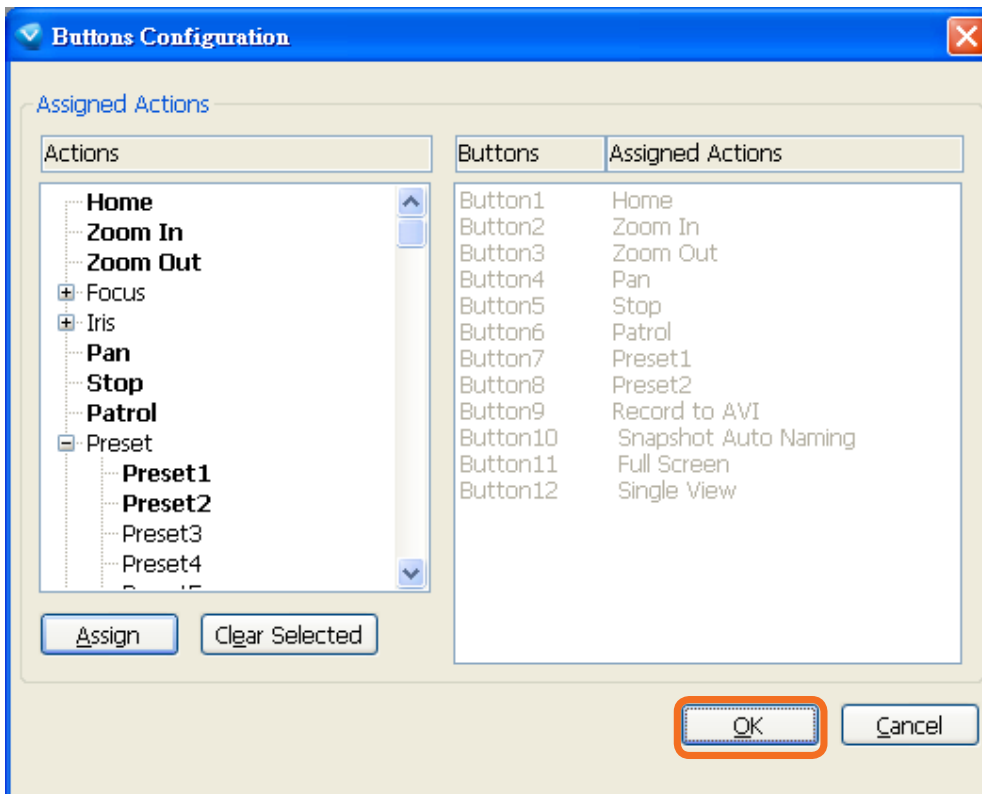 Buttons Configuration
Assigned Actions
Actions
Home
Zoom In
Zoom Out
Focus
Iris
Pan
Stop
Patrol
Preset
Preset1
Preset2
Preset3
Preset4
Assign
Clear Selected
Buttons Assigned Actions
Button1 Home
Button2 Zoom In
Button3 Zoom Out
Button4 Pan
Button5 Stop
Button6 Patrol
Button7 Preset1
Button8 Preset2
Button9 Record to AVI
Button10 Snapshot Auto Naming
Button11 Full Screen
Button12 Single View
OK
Cancel